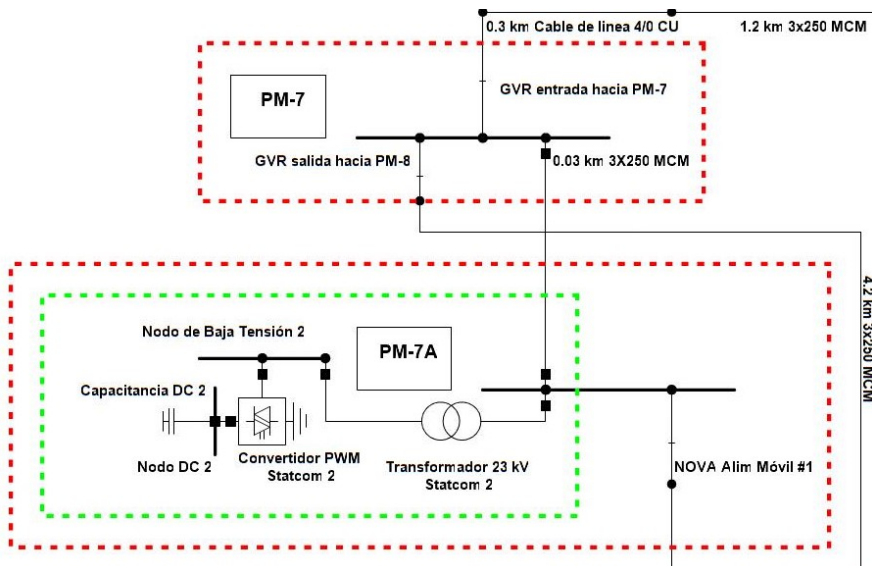 0.3 km Cable de linea 4/0 CU
1.2 km 3x250 MCM
PM-7
GVR entrada hacia PM-7
GVR salida hacia PM-8
0.03 km 3X250 MCM
4.2 km 3x250 MCM
Nodo de Baja Tensión 2
PM-7A
Capacitancia DC 2
Nodo DC 2
Convertidor PWM
Statcom 2
Transformador 23 kV
Statcom 2
NOVA Alim Móvil #1